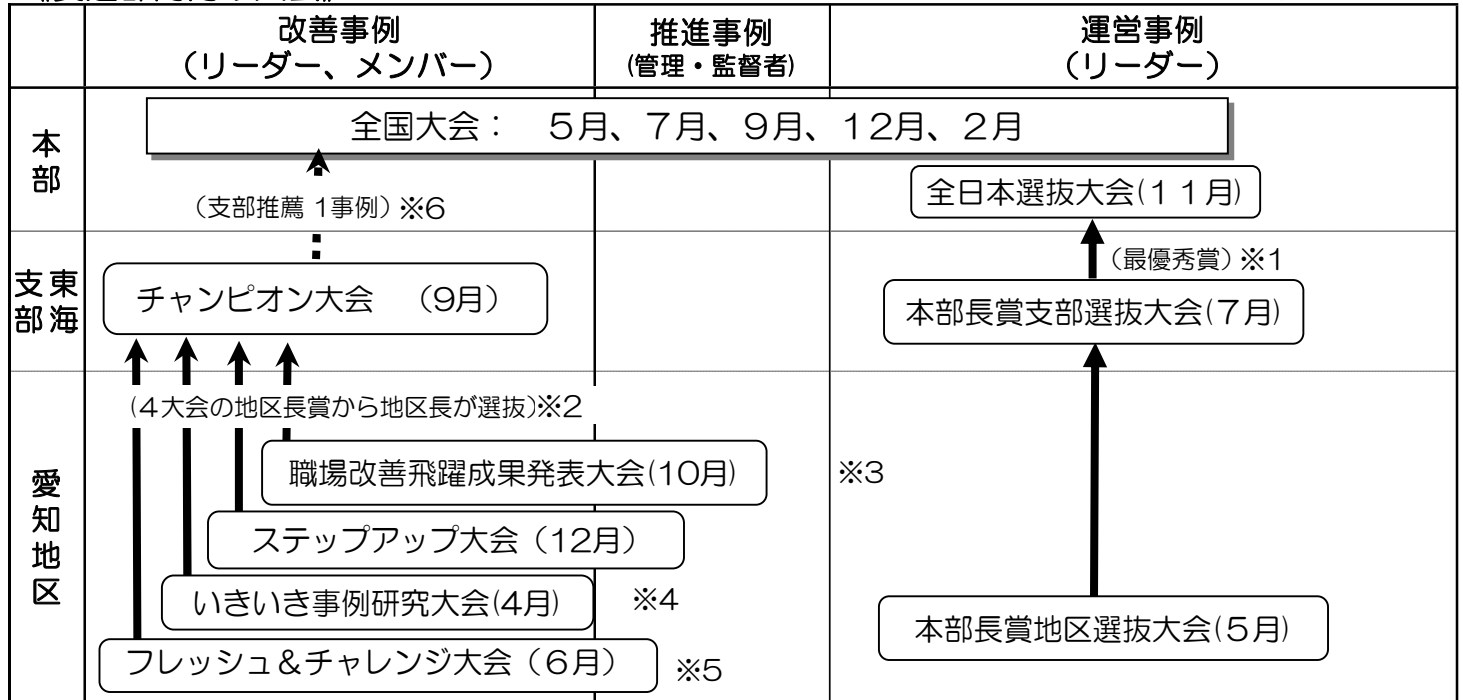 改善事例
(リーダー、メンバー)
推進事例
(管理・監督者)
運営事例
(リーダー)
本部
全国大会： 5月、7月、9月、12月、2月
全日本選抜大会(11月)
(支部推薦 1事例)※6
東海支部
チャンピオン大会 (9月)
(最優秀賞)※1
本部長賞支部選抜大会(7月)
愛知地区
(4大会の地区長賞から地区長が選抜)※2
職場改善飛躍成果発表大会(10月)
※3
ステップアップ大会(12月)
いきいき事例研究大会(4月)
※4
本部長賞地区選抜大会(5月)
フレッシュ＆チャレンジ大会(6月)
※5